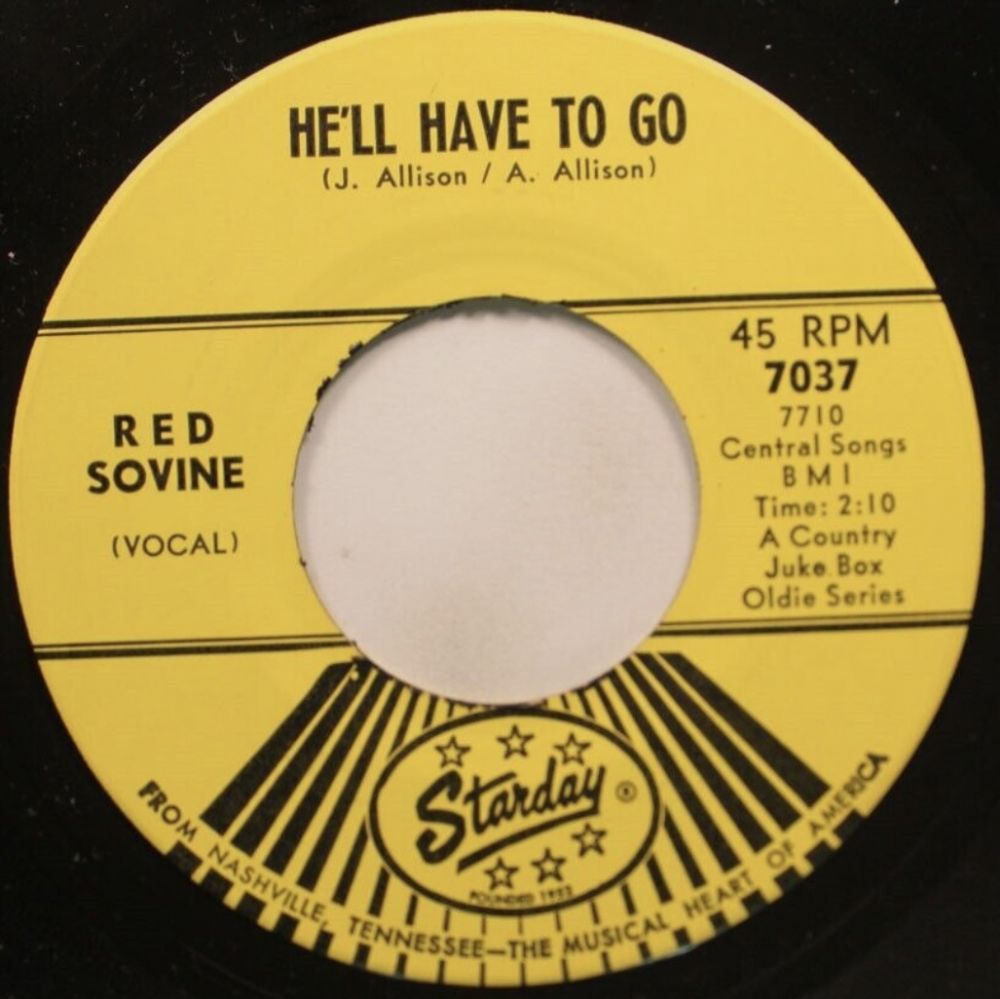 HE'LL HAVE TO GO
(J. Allison / A. Allison)
RED
SOVINE
(VOCAL)
45 RPM
7037
7710
Central Songs
BMI
Time: 2:10
A Country
Juke Box
Oldie Series
Starday ®
FOUNDED 1952
FROM NASHVILLE, TENNESSEE—THE MUSICAL HEART OF AMERICA